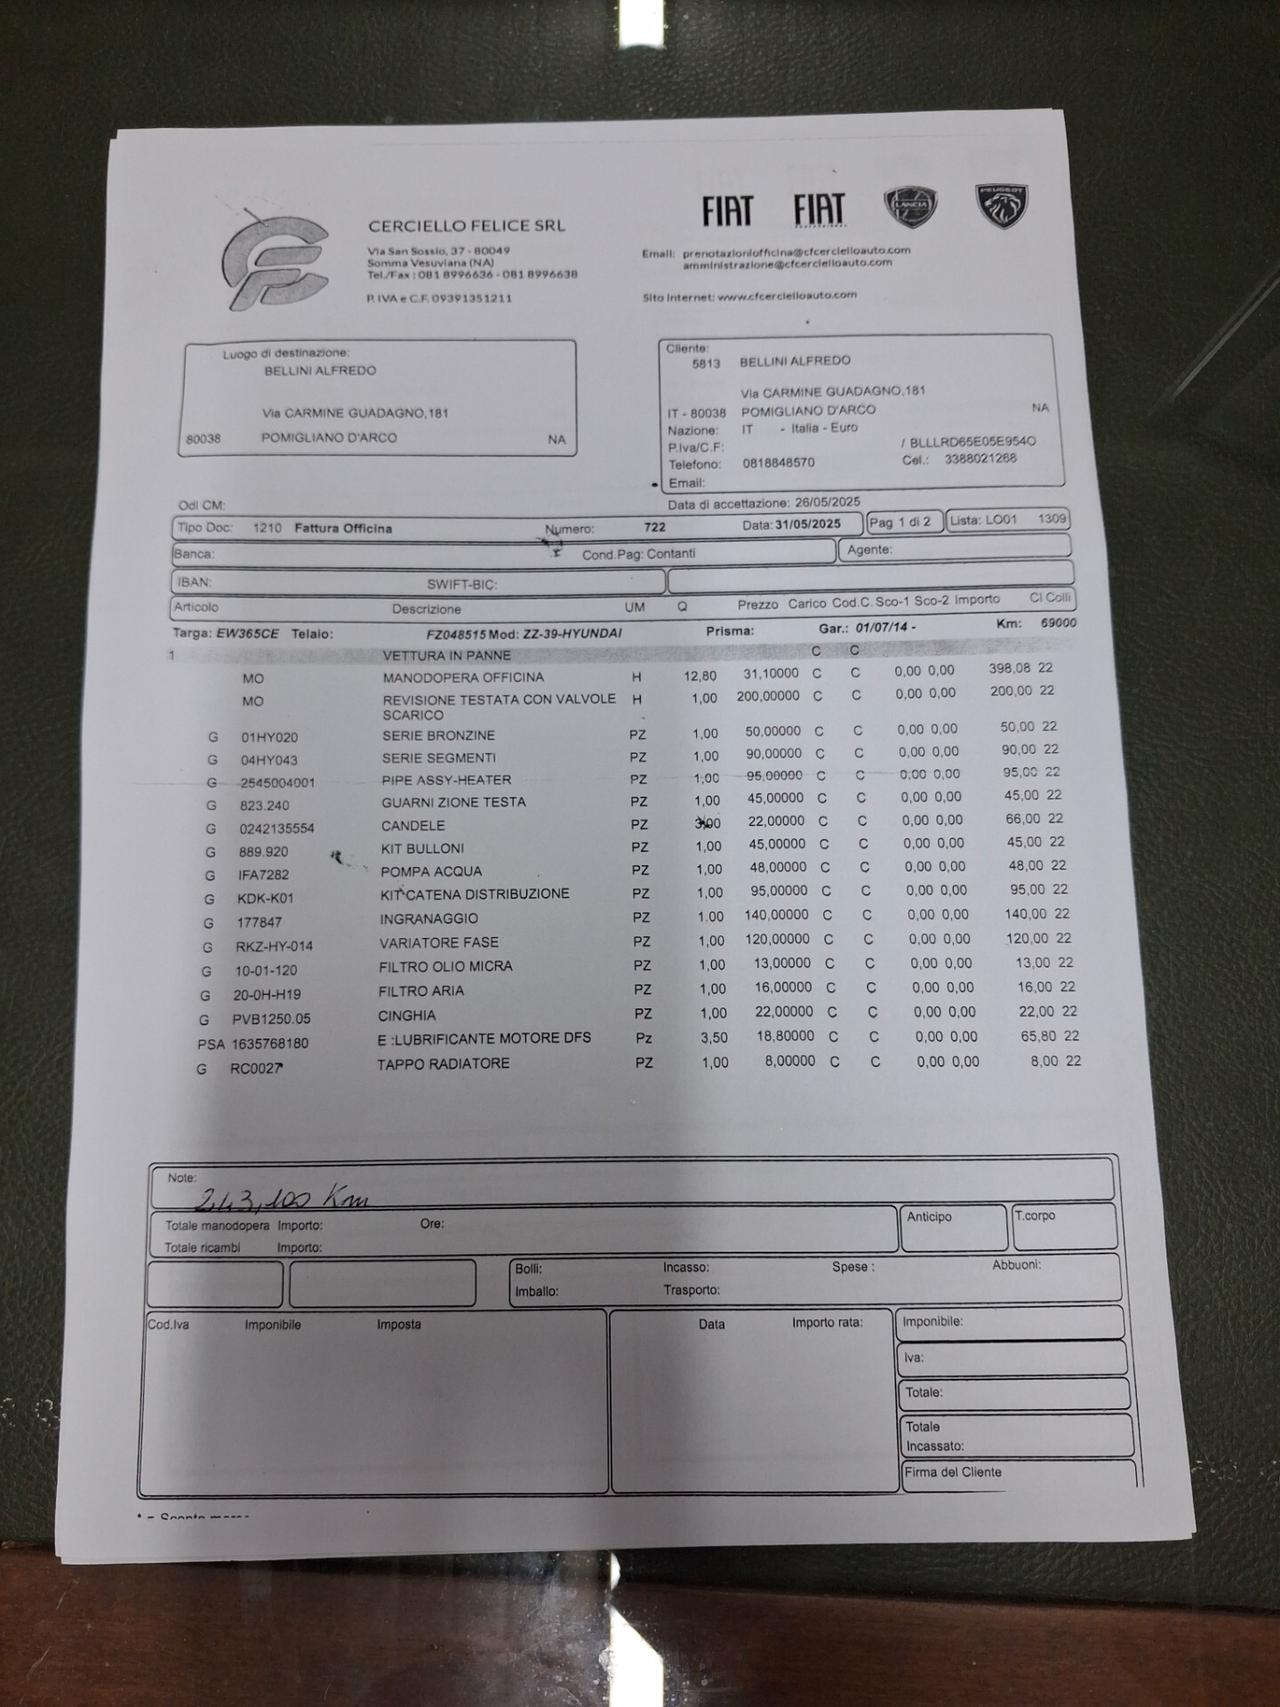 CERCIELLO FELICE SRL
Via San Sossio, 37 - 80049
Somma Vesuviana (NA)
Tel./Fax : 081 8996636 - 081 8996638
P. IVA e C.F. 09391351211
FIAT FIAT LANCIA PEUGEOT
Email: prenotazioniofficina@cfcercielloauto.com
amministrazione@cfcercielloauto.com
Sito Internet: www.cfcercielloauto.com
Luogo di destinazione:
BELLINI ALFREDO
Via CARMINE GUADAGNO,181
80038 POMIGLIANO D'ARCO NA
Cliente:
5813 BELLINI ALFREDO
Via CARMINE GUADAGNO,181
IT - 80038 POMIGLIANO D'ARCO NA
Nazione: IT - Italia - Euro
P.Iva/C.F: / BLLLRD65E05E954O
Telefono: 0818848570 Cel.: 3388021268
Email:
Odl CM: Data di accettazione: 26/05/2025
Tipo Doc: 1210 Fattura Officina Numero: 722 Data: 31/05/2025 Pag 1 di 2 Lista: LO01 1309
Banca: Cond.Pag: Contanti Agente:
IBAN: SWIFT-BIC:
Articolo Descrizione UM Q Prezzo Carico Cod.C. Sco-1 Sco-2 Importo CI Colli
Targa: EW365CE Telaio: FZ048515 Mod: ZZ-39-HYUNDAI Prisma: Gar.: 01/07/14 - Km: 69000
1 VETTURA IN PANNE C C
MO MANODOPERA OFFICINA H 12,80 31,10000 C C 0,00 0,00 398,08 22
MO REVISIONE TESTATA CON VALVOLE H 1,00 200,00000 C C 0,00 0,00 200,00 22
SCARICO
G 01HY020 SERIE BRONZINE PZ 1,00 50,00000 C C 0,00 0,00 50,00 22
G 04HY043 SERIE SEGMENTI PZ 1,00 90,00000 C C 0,00 0,00 90,00 22
G 2545004001 PIPE ASSY-HEATER PZ 1,00 95,00000 C C 0,00 0,00 95,00 22
G 823.240 GUARNI ZIONE TESTA PZ 1,00 45,00000 C C 0,00 0,00 45,00 22
G 0242135554 CANDELE PZ 3,00 22,00000 C C 0,00 0,00 66,00 22
G 889.920 KIT BULLONI PZ 1,00 45,00000 C C 0,00 0,00 45,00 22
G IFA7282 POMPA ACQUA PZ 1,00 48,00000 C C 0,00 0,00 48,00 22
G KDK-K01 KIT CATENA DISTRIBUZIONE PZ 1,00 95,00000 C C 0,00 0,00 95,00 22
G 177847 INGRANAGGIO PZ 1,00 140,00000 C C 0,00 0,00 140,00 22
G RKZ-HY-014 VARIATORE FASE PZ 1,00 120,00000 C C 0,00 0,00 120,00 22
G 10-01-120 FILTRO OLIO MICRA PZ 1,00 13,00000 C C 0,00 0,00 13,00 22
G 20-0H-H19 FILTRO ARIA PZ 1,00 16,00000 C C 0,00 0,00 16,00 22
G PVB1250.05 CINGHIA PZ 1,00 22,00000 C C 0,00 0,00 22,00 22
PSA 1635768180 E :LUBRIFICANTE MOTORE DFS Pz 3,50 18,80000 C C 0,00 0,00 65,80 22
G RC0027 TAPPO RADIATORE PZ 1,00 8,00000 C C 0,00 0,00 8,00 22
Note:
243,100 Km
Totale manodopera Importo: Ore: Anticipo T.corpo
Totale ricambi Importo:
Bolli: Incasso: Spese : Abbuoni:
Imballo: Trasporto:
Cod.Iva Imponibile Imposta Data Importo rata: Imponibile:
Iva:
Totale:
Totale
Incassato:
Firma del Cliente